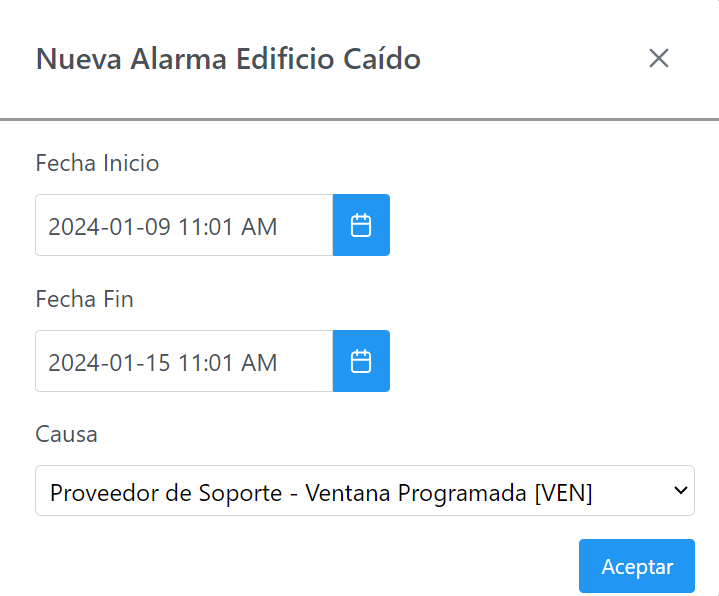 Nueva Alarma Edificio Caído
Fecha Inicio
2024-01-09 11:01 AM
Fecha Fin
2024-01-15 11:01 AM
Causa
Proveedor de Soporte - Ventana Programada [VEN]
Aceptar